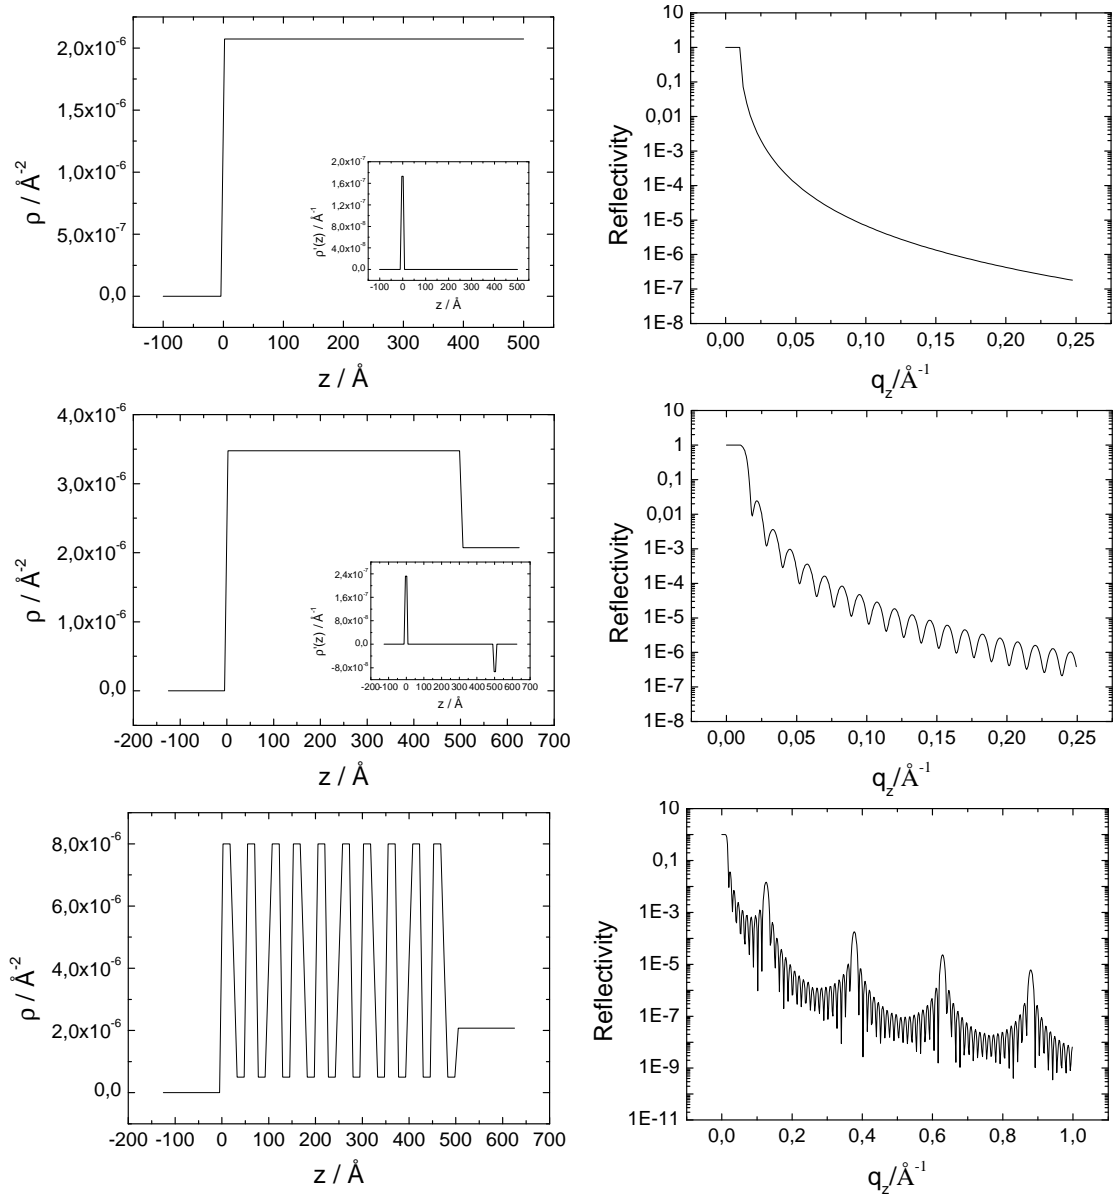 2,0x10-6
1,5x10-6
1,0x10-6
5,0x10-7
0,0
-100 0 100 200 300 400 500
z / Å
ρ / Å-2
2,0x10-7
1,6x10-7
1,2x10-7
8,0x10-8
4,0x10-8
0,0
-100 0 100 200 300 400 500
z / Å
ρ'(z) / Å-1
10
1
0,1
0,01
1E-3
1E-4
1E-5
1E-6
1E-7
1E-8
0,00 0,05 0,10 0,15 0,20 0,25
qz/Å-1
Reflectivity
4,0x10-6
3,0x10-6
2,0x10-6
1,0x10-6
0,0
-200 -100 0 100 200 300 400 500 600 700
z / Å
ρ / Å-2
2,4x10-7
1,6x10-7
8,0x10-8
0,0
-8,0x10-8
-200 -100 0 100 200 300 400 500 600 700
z / Å
ρ'(z) / Å-1
10
1
0,1
0,01
1E-3
1E-4
1E-5
1E-6
1E-7
1E-8
0,00 0,05 0,10 0,15 0,20 0,25
qz/Å-1
Reflectivity
8,0x10-6
6,0x10-6
4,0x10-6
2,0x10-6
0,0
-200 -100 0 100 200 300 400 500 600 700
z / Å
ρ / Å-2
10
0,1
1E-3
1E-5
1E-7
1E-9
1E-11
0,0 0,2 0,4 0,6 0,8 1,0
qz/Å-1
Reflectivity